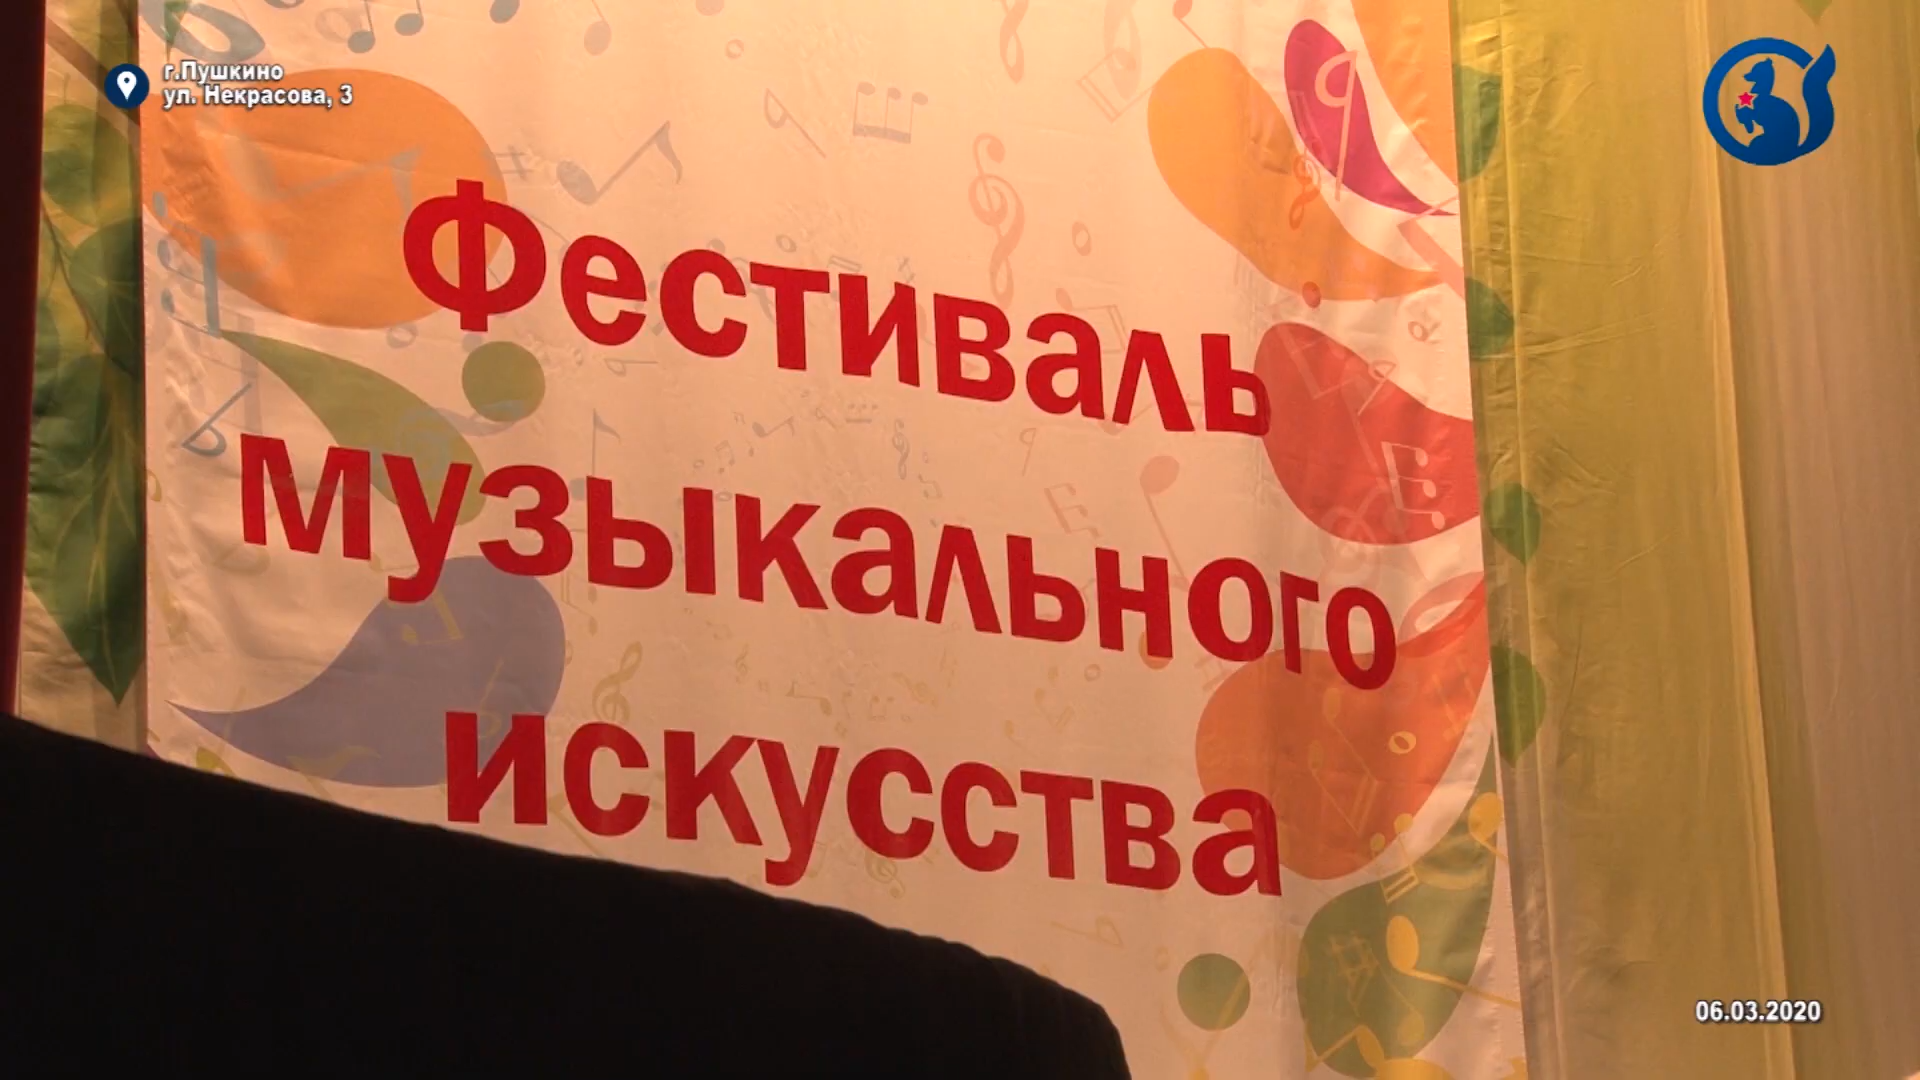 г.Пушкино
ул. Некрасова, 3
Фестиваль
музыкального
искусства
06.03.2020